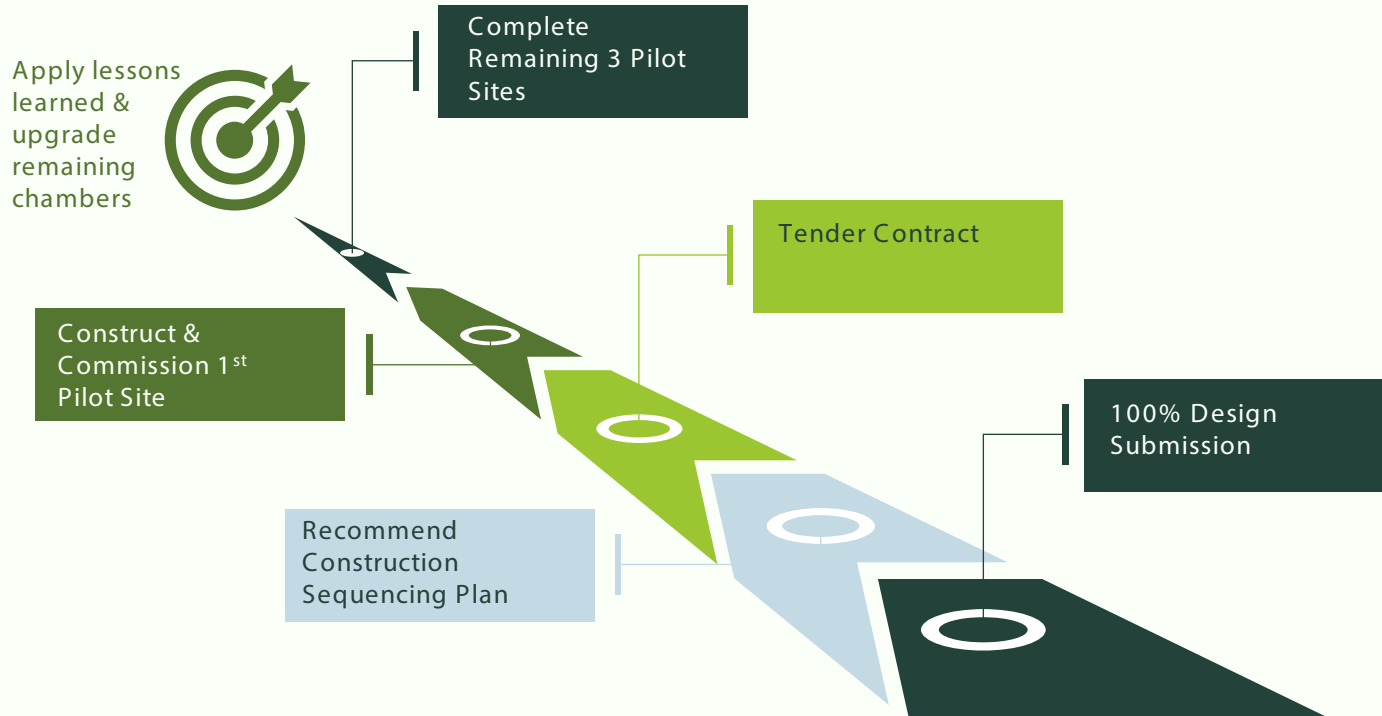 Complete
Remaining 3 Pilot
Sites
Apply lessons
learned &
upgrade
remaining
chambers
Tender Contract
Construct &
Commission 1st
Pilot Site
100% Design
Submission
Recommend
Construction
Sequencing Plan